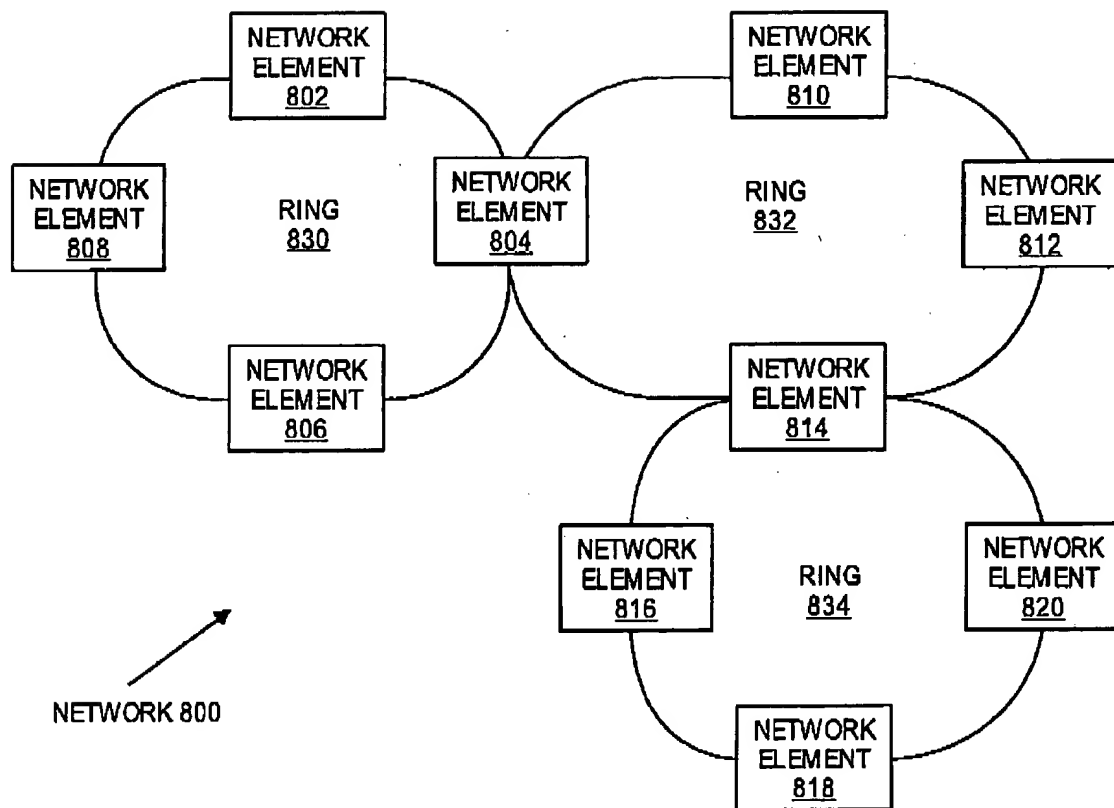 NETWORK
ELEMENT
802
NETWORK
ELEMENT
810
NETWORK
ELEMENT
808
RING
830
NETWORK
ELEMENT
804
RING
832
NETWORK
ELEMENT
812
NETWORK
ELEMENT
806
NETWORK
ELEMENT
814
NETWORK
ELEMENT
816
RING
834
NETWORK
ELEMENT
820
NETWORK 800
NETWORK
ELEMENT
818